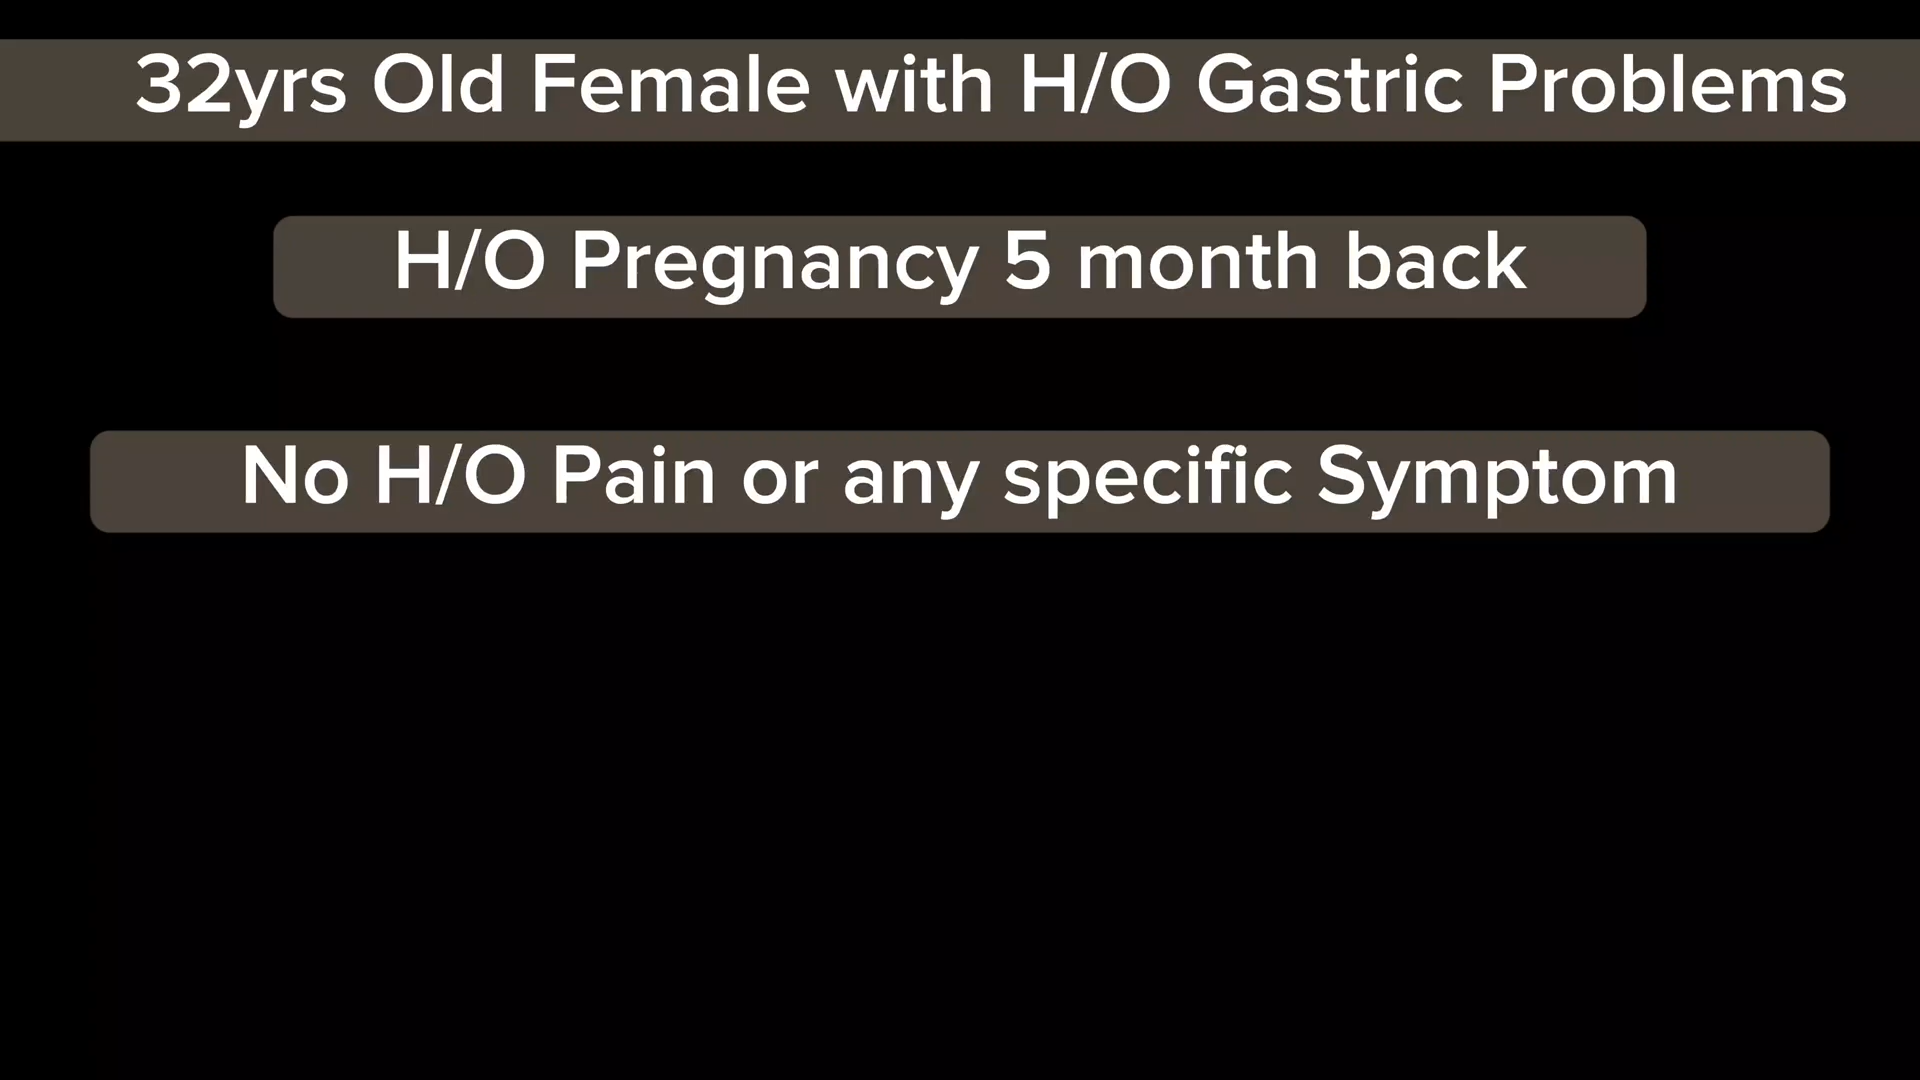 32yrs Old Female with H/O Gastric Problems
H/O Pregnancy 5 month back
No H/O Pain or any specific Symptom